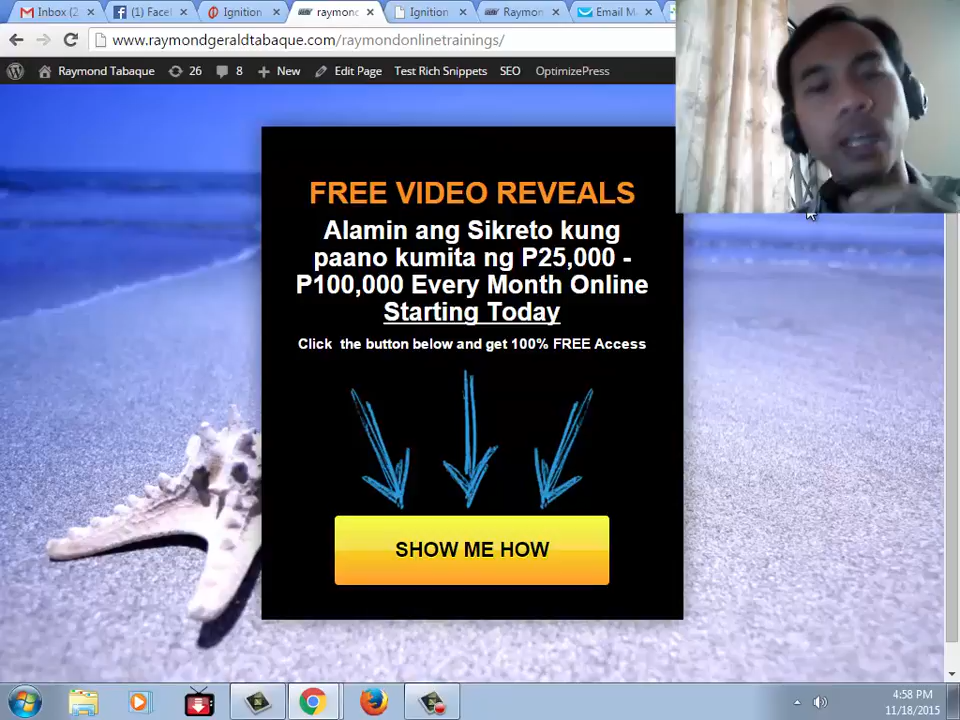 Inbox (2
(1) Facel
Ignition
raymond
Ignition
Raymon
Email M
www.raymondgeraldtabaque.com/raymondonlinetrainings/
Raymond Tabaque
26
8
New
Edit Page
Test Rich Snippets
SEO
OptimizePress
FREE VIDEO REVEALS
Alamin ang Sikreto kung
paano kumita ng P25,000 -
P100,000 Every Month Online
Starting Today
Click the button below and get 100% FREE Access
SHOW ME HOW
4:58 PM
11/18/2015